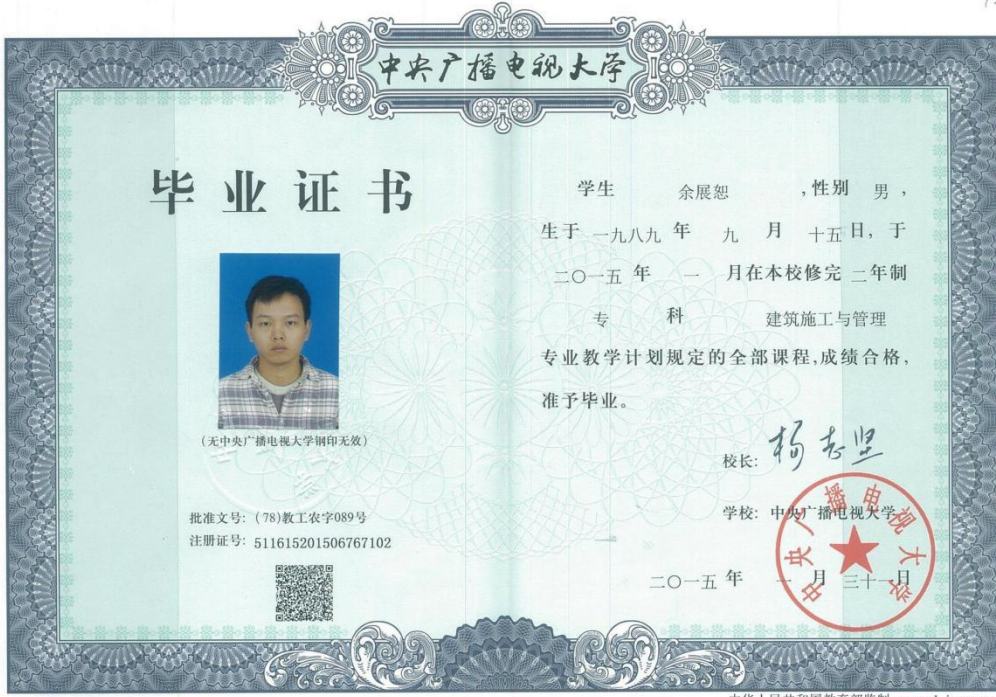 中央广播电视大学
毕业证书
(无中央广播电视大学钢印无效)
批准文号: (78)教工农字089号
注册证号: 511615201506767102
学生 余展恕 ,性别 男 ,
生于 一九八九 年 九 月 十五 日, 于
二〇一五 年 一 月在本校修完 二年制
专 科 建筑施工与管理
专业教学计划规定的全部课程,成绩合格,
准予毕业。
校长: 杨志坚
学校: 中央广播电视大学
二〇一五 年 一 月 三十一日
中央广播电视大学